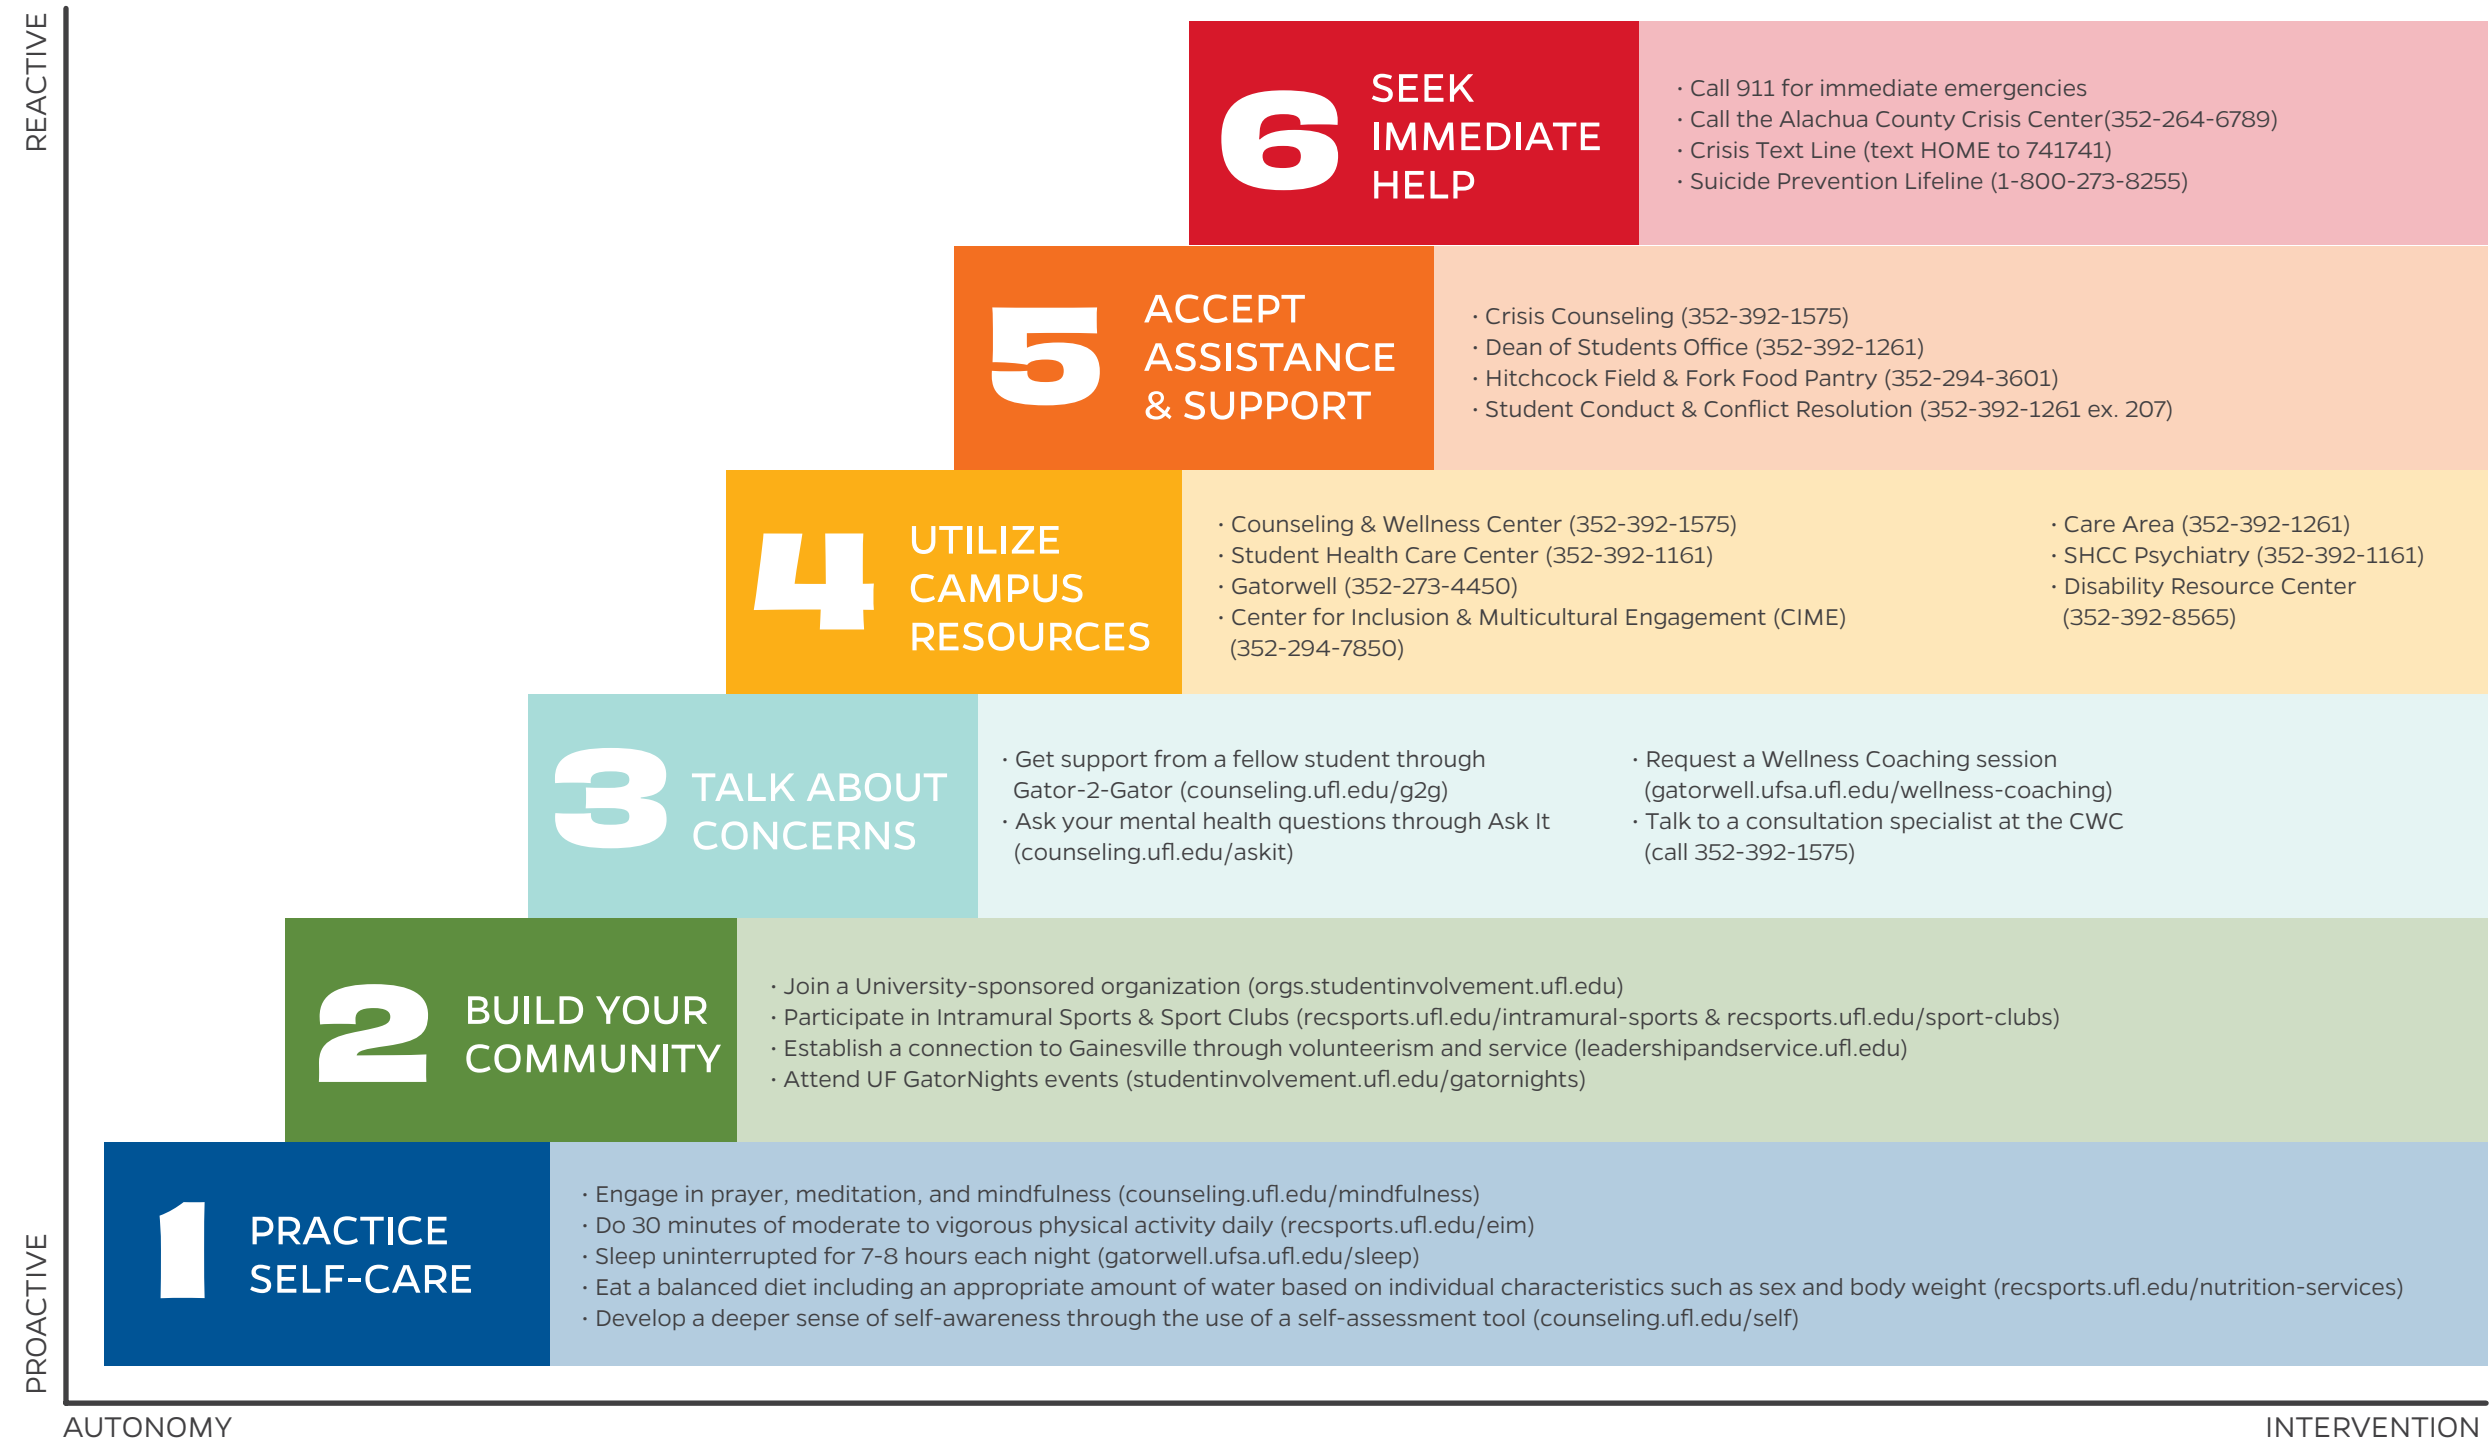 REACTIVE
6
SEEK
IMMEDIATE
HELP
· Call 911 for immediate emergencies
· Call the Alachua County Crisis Center(352-264-6789)
· Crisis Text Line (text HOME to 741741)
· Suicide Prevention Lifeline (1-800-273-8255)
5
ACCEPT
ASSISTANCE
& SUPPORT
· Crisis Counseling (352-392-1575)
· Dean of Students Office (352-392-1261)
· Hitchcock Field & Fork Food Pantry (352-294-3601)
· Student Conduct & Conflict Resolution (352-392-1261 ex. 207)
4
UTILIZE
CAMPUS
RESOURCES
· Counseling & Wellness Center (352-392-1575)
· Student Health Care Center (352-392-1161)
· Gatorwell (352-273-4450)
· Center for Inclusion & Multicultural Engagement (CIME)
(352-294-7850)
· Care Area (352-392-1261)
· SHCC Psychiatry (352-392-1161)
· Disability Resource Center
(352-392-8565)
3
TALK ABOUT
CONCERNS
· Get support from a fellow student through
Gator-2-Gator (counseling.ufl.edu/g2g)
· Ask your mental health questions through Ask It
(counseling.ufl.edu/askit)
· Request a Wellness Coaching session
(gatorwell.ufsa.ufl.edu/wellness-coaching)
· Talk to a consultation specialist at the CWC
(call 352-392-1575)
2
BUILD YOUR
COMMUNITY
· Join a University-sponsored organization (orgs.studentinvolvement.ufl.edu)
· Participate in Intramural Sports & Sport Clubs (recsports.ufl.edu/intramural-sports & recsports.ufl.edu/sport-clubs)
· Establish a connection to Gainesville through volunteerism and service (leadershipandservice.ufl.edu)
· Attend UF GatorNights events (studentinvolvement.ufl.edu/gatornights)
1
PRACTICE
SELF-CARE
· Engage in prayer, meditation, and mindfulness (counseling.ufl.edu/mindfulness)
· Do 30 minutes of moderate to vigorous physical activity daily (recsports.ufl.edu/eim)
· Sleep uninterrupted for 7-8 hours each night (gatorwell.ufsa.ufl.edu/sleep)
· Eat a balanced diet including an appropriate amount of water based on individual characteristics such as sex and body weight (recsports.ufl.edu/nutrition-services)
· Develop a deeper sense of self-awareness through the use of a self-assessment tool (counseling.ufl.edu/self)
PROACTIVE
AUTONOMY
INTERVENTION